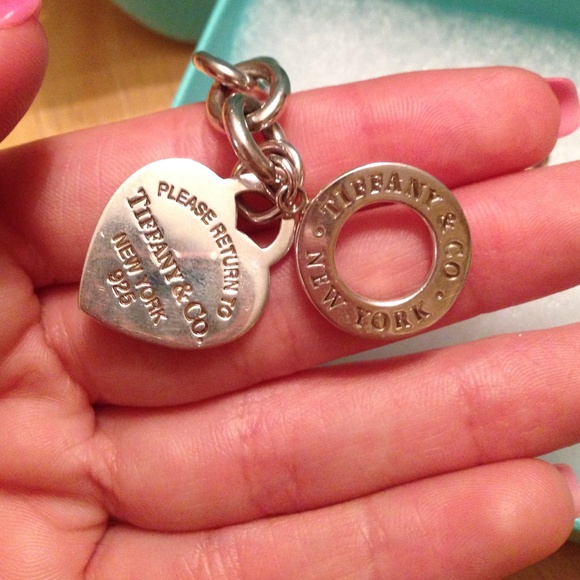 PLEASE RETURN TO
TIFFANY & CO.
NEW YORK
925
TIFFANY & CO
• NEW YORK •